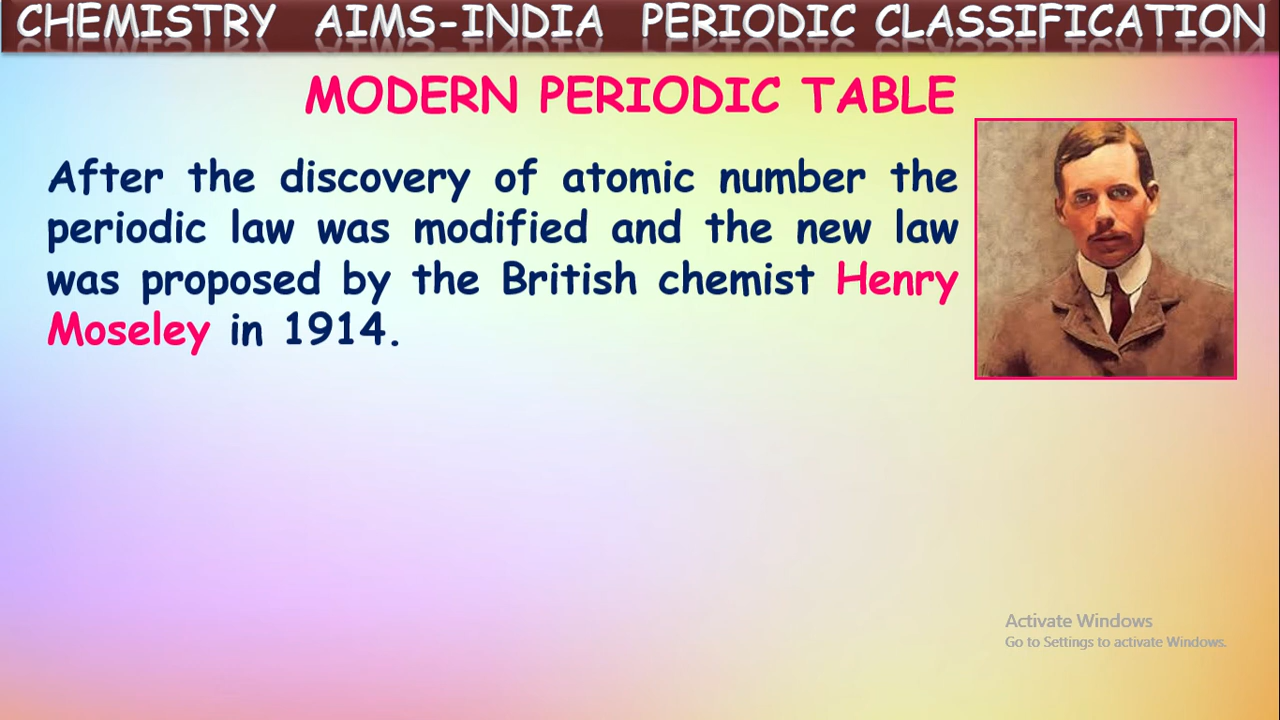 CHEMISTRY AIMS-INDIA PERIODIC CLASSIFICATION
MODERN PERIODIC TABLE
After the discovery of atomic number the
periodic law was modified and the new law
was proposed by the British chemist Henry
Moseley in 1914.
Activate Windows
Go to Settings to activate Windows.